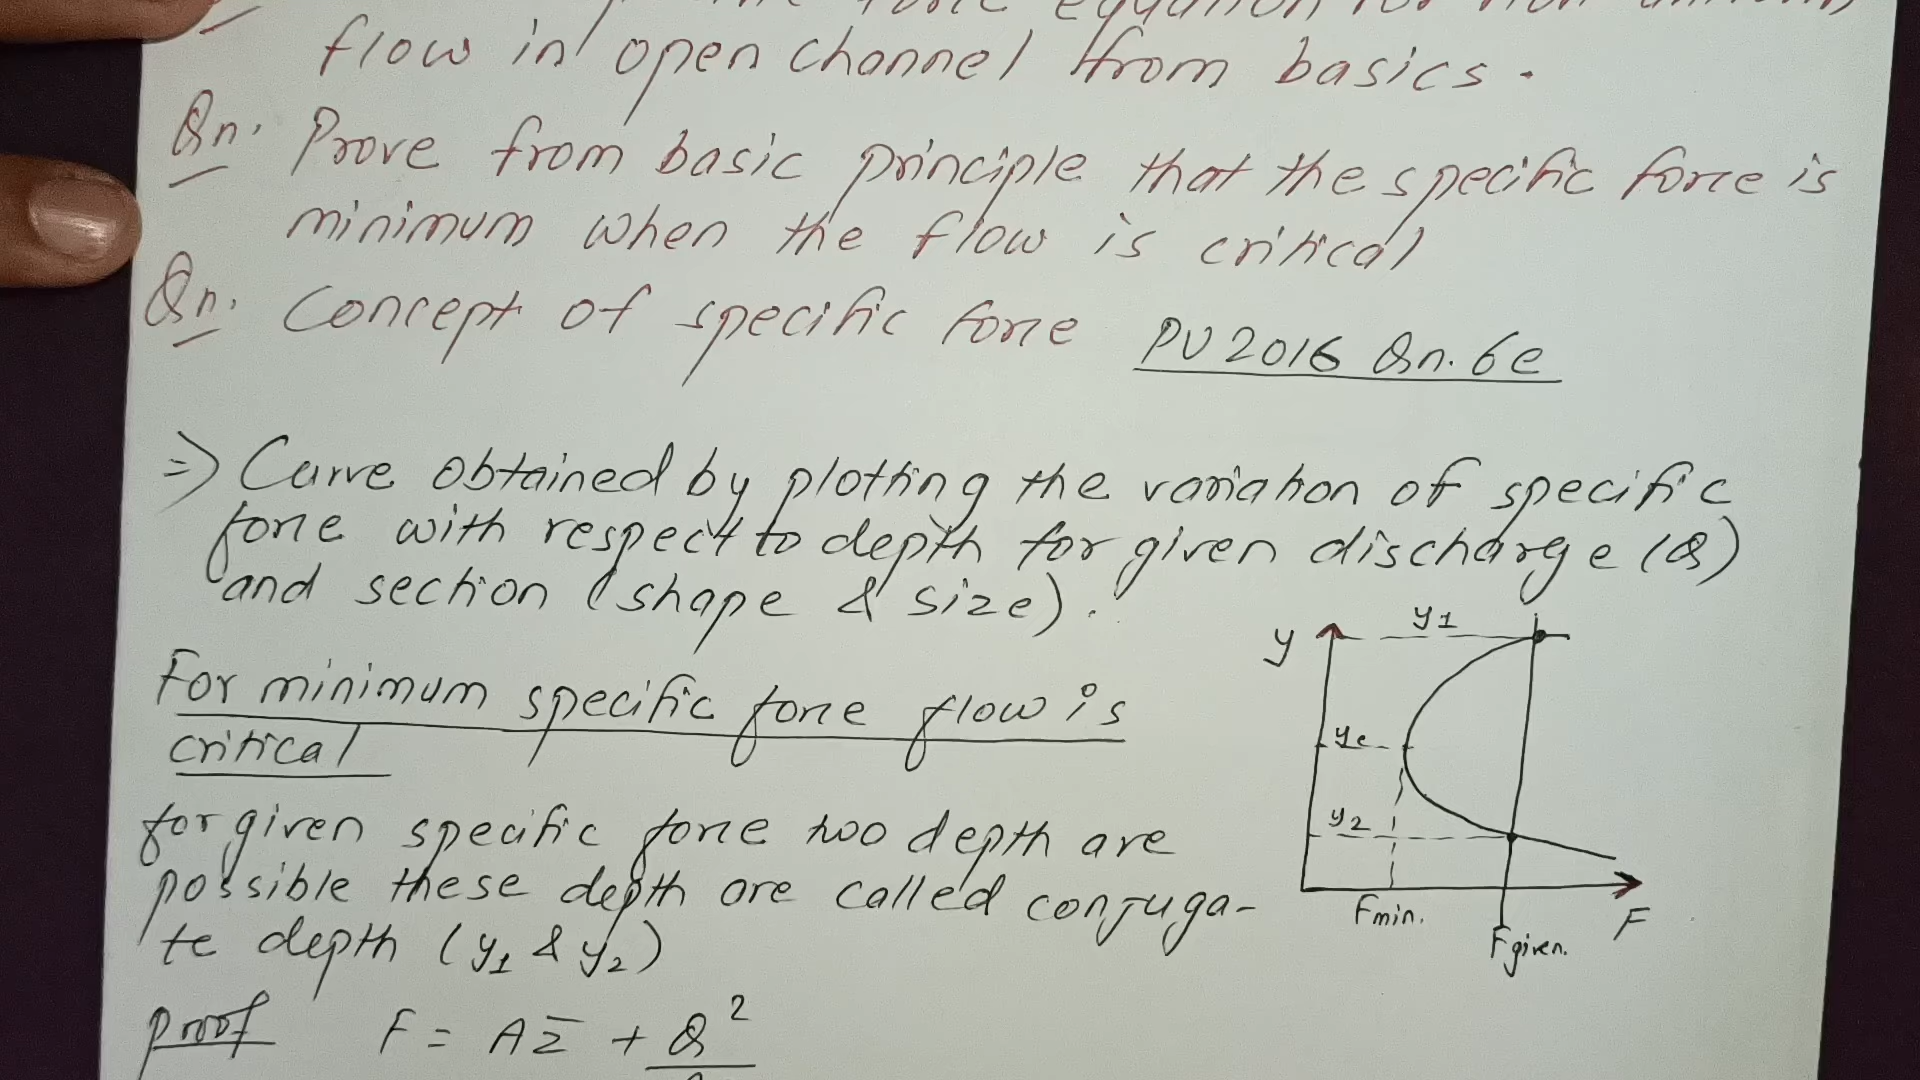 equation for non uniform
flow in open channel from basics.
Qn. Prove from basic principle that the specific force is
minimum when the flow is critical
Qn. Concept of specific force PU 2016 Qn. 6e
=> Curve obtained by plotting the variation of specific
force with respect to depth for given discharge (Q)
and section (shape & size).
For minimum specific force flow is
critical
for given specific force two depth are
possible these depth are called conjuga-
te depth (y1 & y2)
proof F = Az̅ + Q²
y
y1
yc
y2
Fmin.
Fgiven.
F